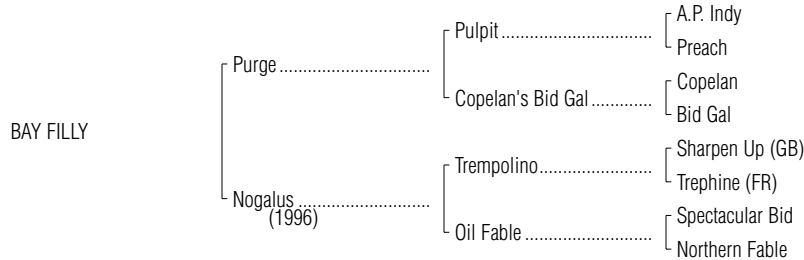 A.P. Indy
Pulpit
Preach
Purge
Copelan
Copelan's Bid Gal
Bid Gal
BAY FILLY
Sharpen Up (GB)
Trempolino
Trephine (FR)
Nogalus
(1996)
Spectacular Bid
Oil Fable
Northern Fable